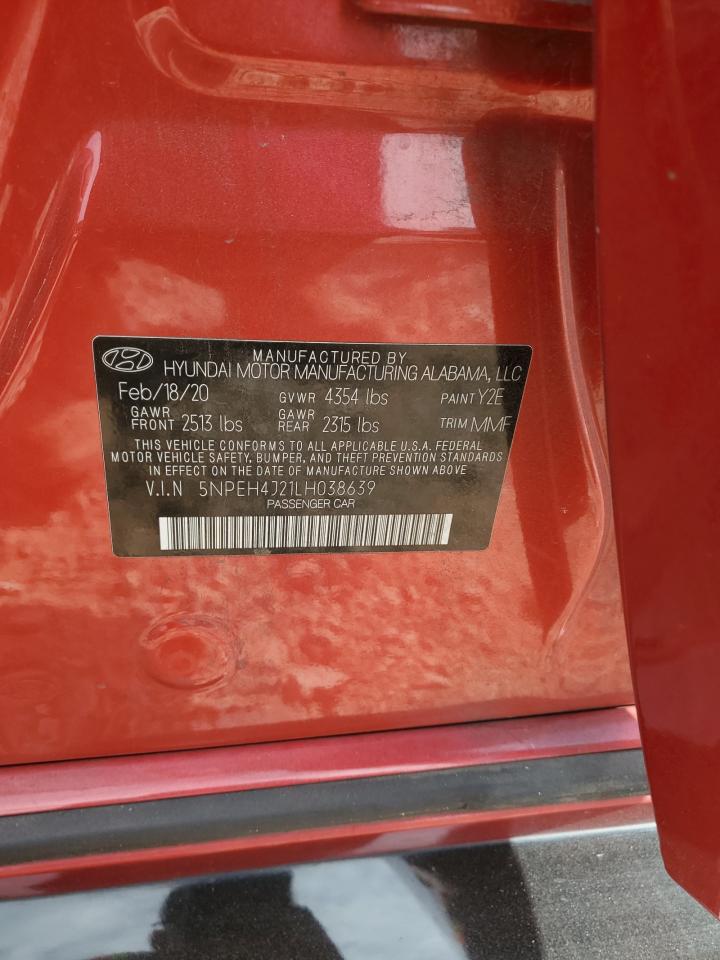 MANUFACTURED BY
HYUNDAI MOTOR MANUFACTURING ALABAMA, LLC
Feb/18/20 GVWR 4354 lbs PAINT Y2E
GAWR FRONT 2513 lbs GAWR REAR 2315 lbs TRIM MMF
THIS VEHICLE CONFORMS TO ALL APPLICABLE U.S.A. FEDERAL
MOTOR VEHICLE SAFETY, BUMPER, AND THEFT PREVENTION STANDARDS
IN EFFECT ON THE DATE OF MANUFACTURE SHOWN ABOVE
V.I.N 5NPEH4J21LH038639
PASSENGER CAR